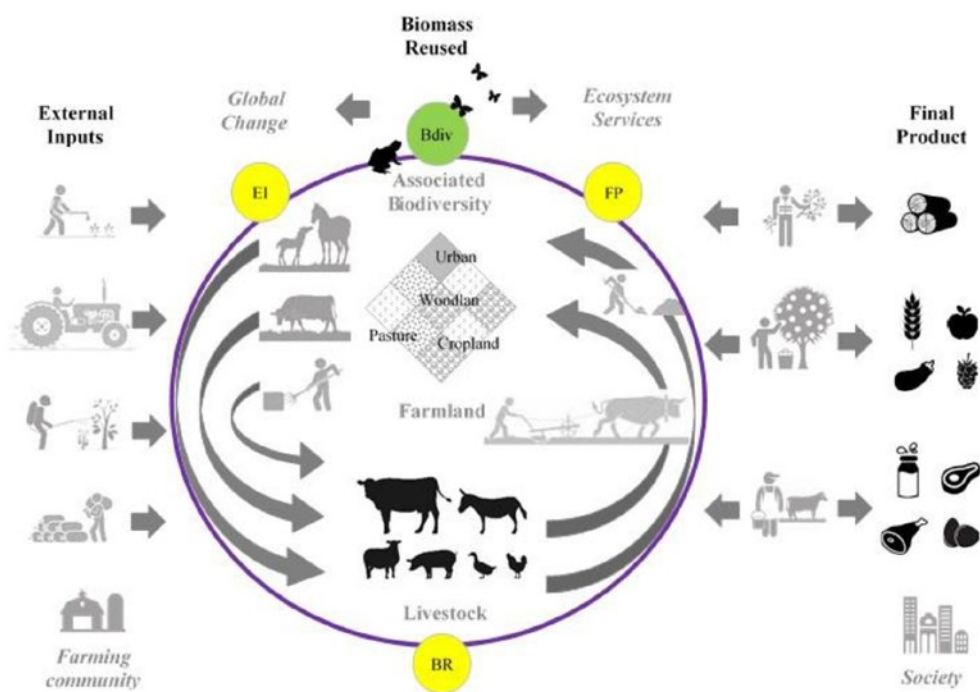 Biomass
Reused
Global
Change
Ecosystem
Services
External
Inputs
Final
Product
Bdiv
EI
FP
Associated
Biodiversity
Urban
Woodlan
Pasture
Cropland
Farmland
Livestock
BR
Farming
community
Society